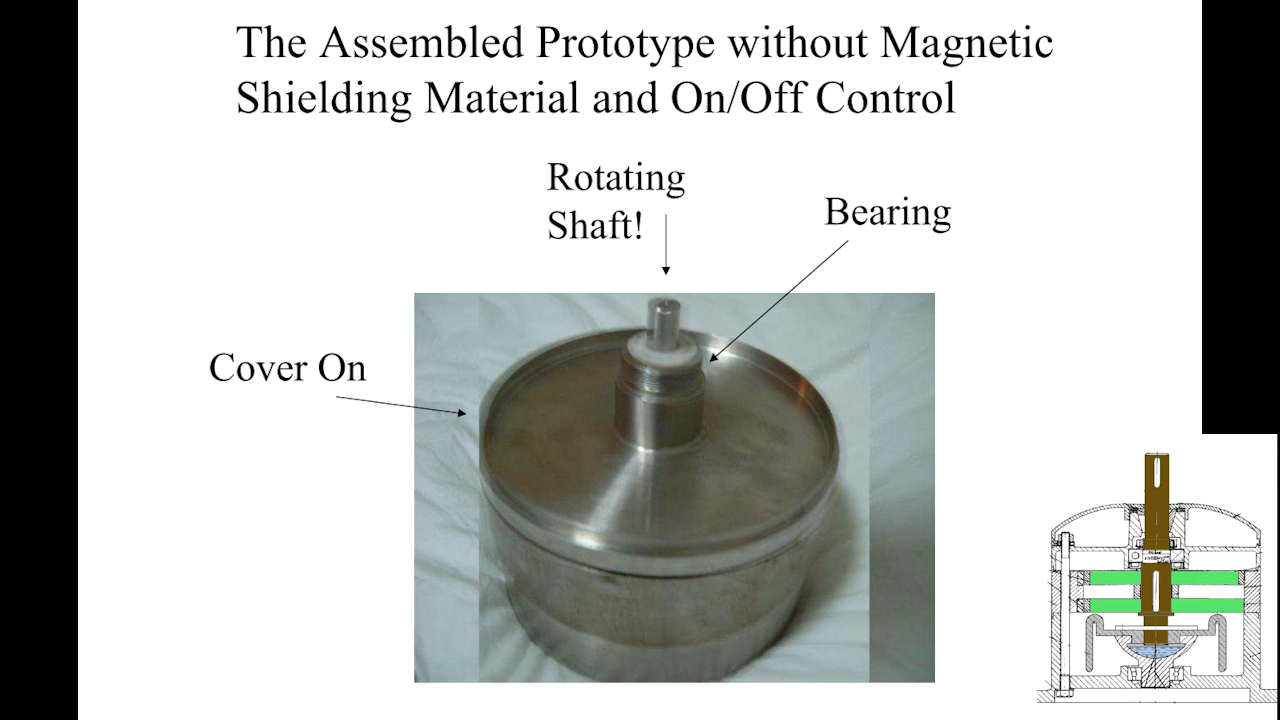 The Assembled Prototype without Magnetic
Shielding Material and On/Off Control
Rotating
Shaft!
Bearing
Cover On